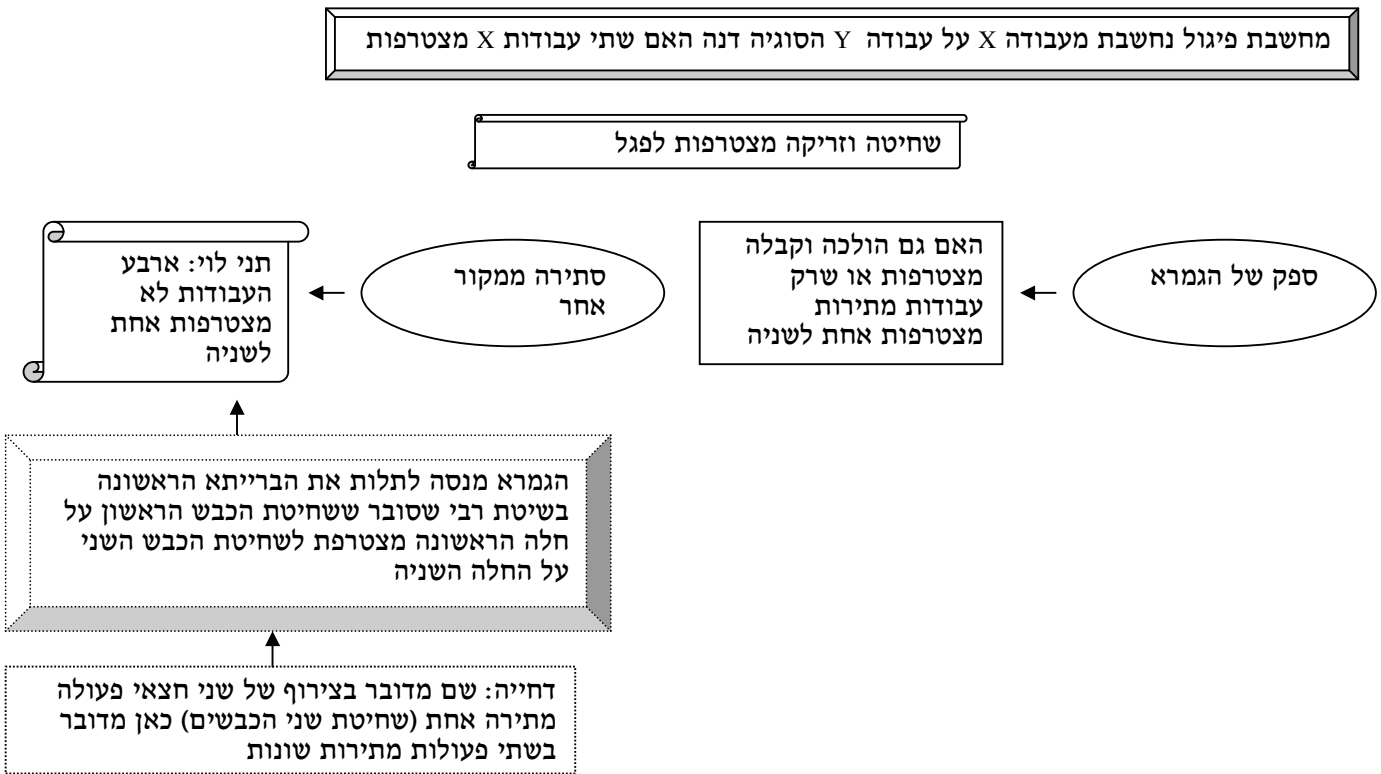 מחשבת פיגול נחשבת מעבודה X על עבודה Y הסוגיה דנה האם שתי עבודות X מצטרפות
שחיטה וזריקה מצטרפות לפגל
ספק של הגמרא
האם גם הולכה וקבלה
מצטרפות או שרק
עבודות מתירות
מצטרפות אחת לשניה
סתירה ממקור
אחר
תני לוי: ארבע
העבודות לא
מצטרפות אחת
לשניה
הגמרא מנסה לתלות את הברייתא הראשונה
בשיטת רבי שסובר ששחיטת הכבש הראשון על
חלה הראשונה מצטרפת לשחיטת הכבש השני
על החלה השניה
דחייה: שם מדובר בצירוף של שני חצאי פעולה
מתירה אחת (שחיטת שני הכבשים) כאן מדובר
בשתי פעולות מתירות שונות